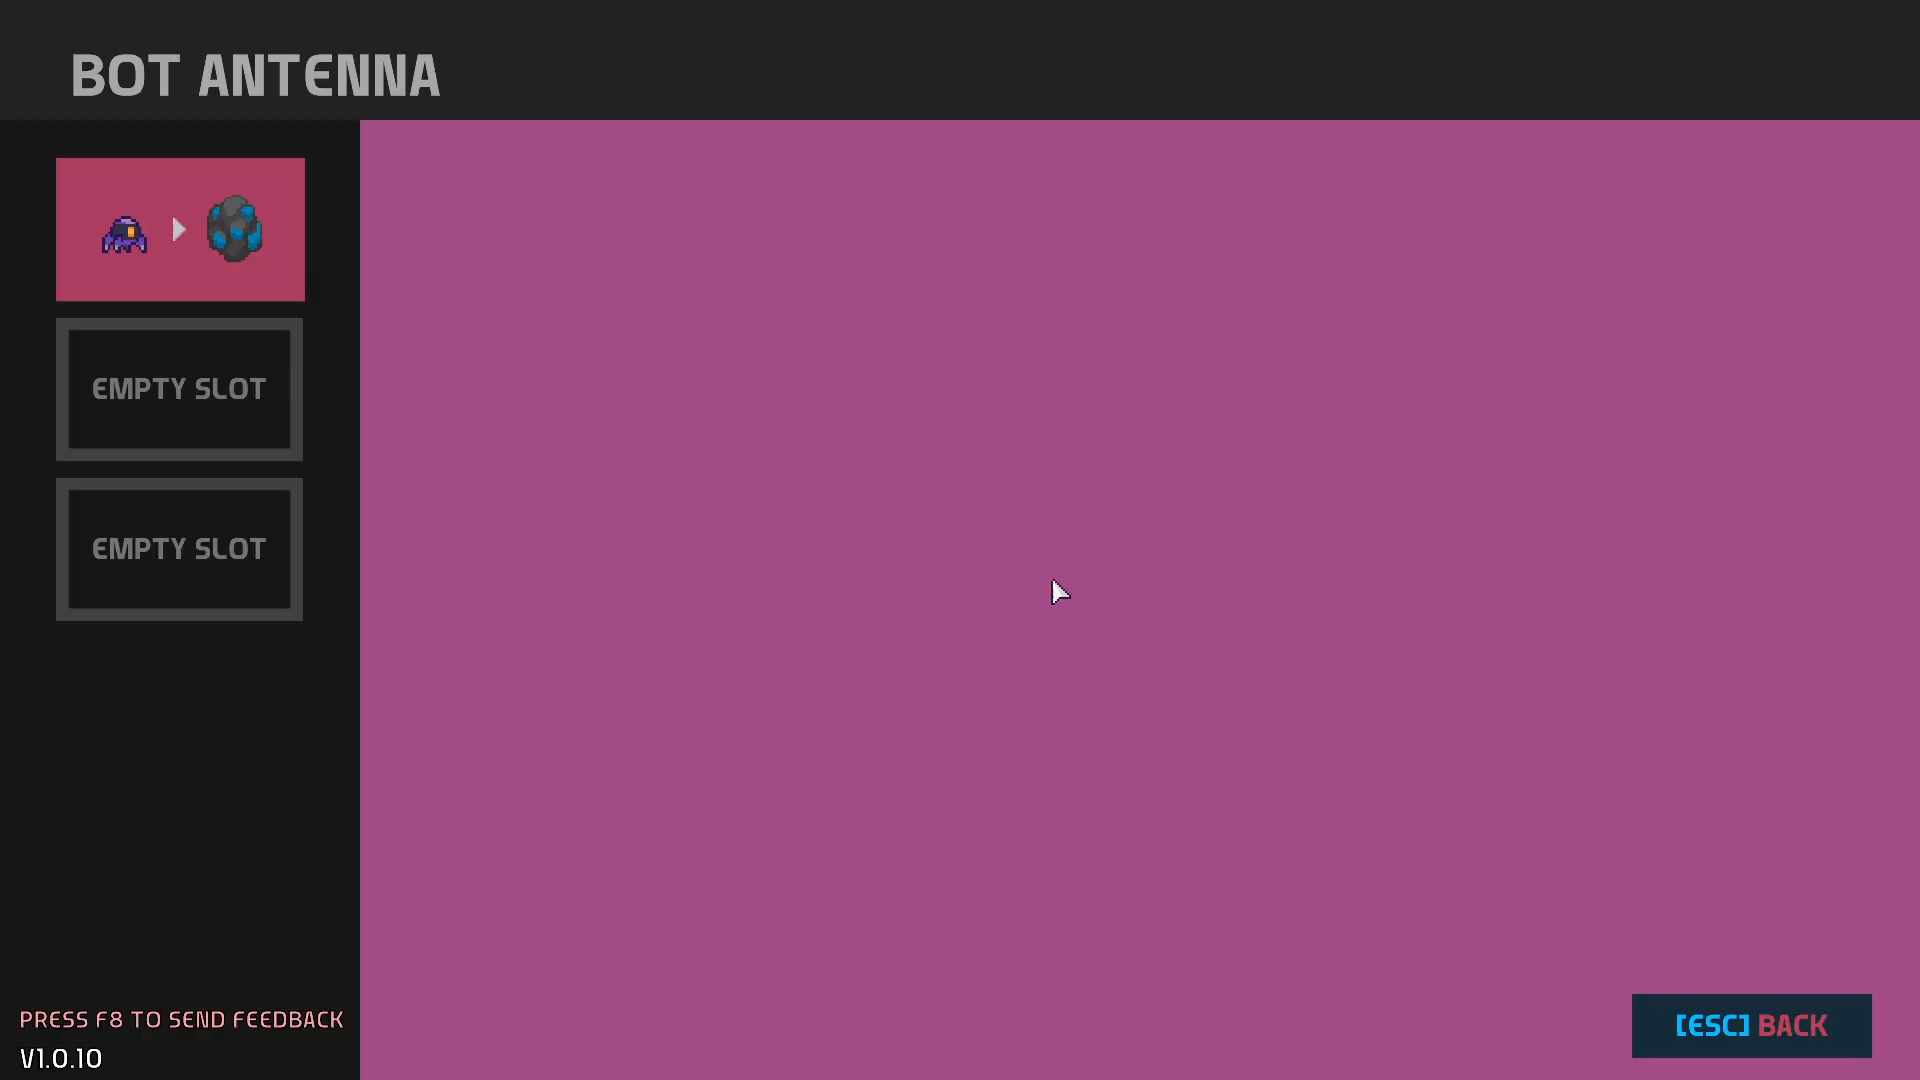 BOT ANTENNA
EMPTY SLOT
EMPTY SLOT
PRESS F8 TO SEND FEEDBACK
V1.0.10
[ESC] BACK